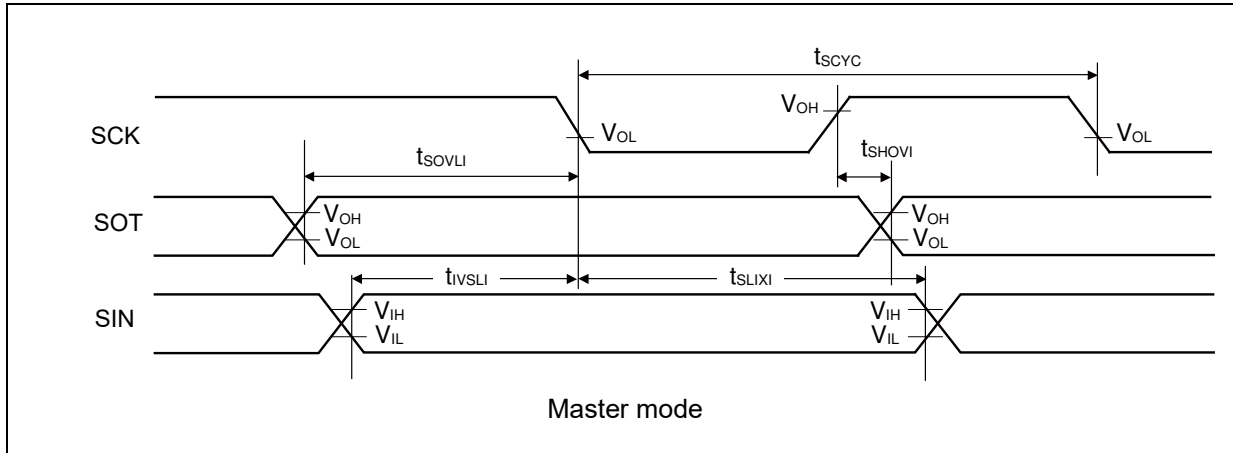 tSCYC
SCK
VOH
VOL
VOL
tSOVLI
tSHOVI
SOT
VOH
VOL
VOH
VOL
tIVSLI
tSLIXI
SIN
VIH
VIL
VIH
VIL
Master mode